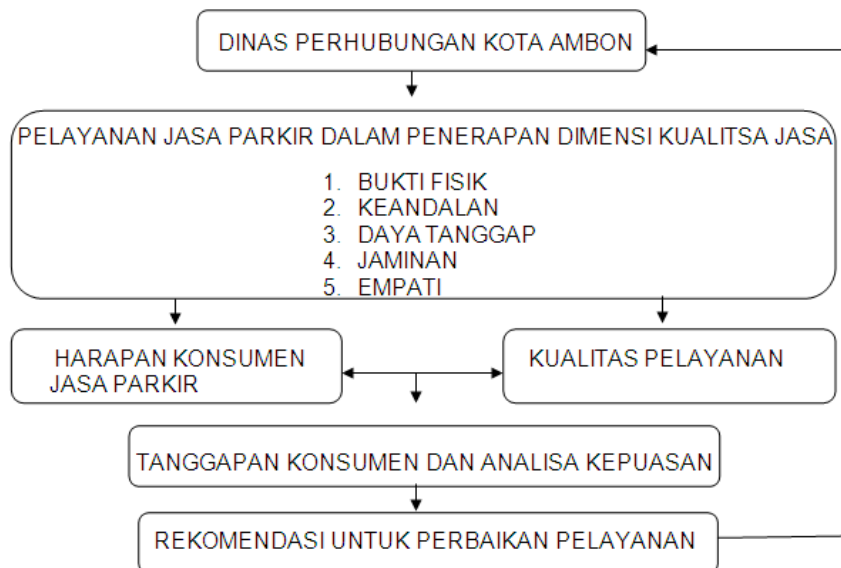 DINAS PERHUBUNGAN KOTA AMBON
PELAYANAN JASA PARKIR DALAM PENERAPAN DIMENSI KUALITSA JASA
1. BUKTI FISIK
2. KEANDALAN
3. DAYA TANGGAP
4. JAMINAN
5. EMPATI
HARAPAN KONSUMEN
JASA PARKIR
KUALITAS PELAYANAN
TANGGAPAN KONSUMEN DAN ANALISA KEPUASAN
REKOMENDASI UNTUK PERBAIKAN PELAYANAN